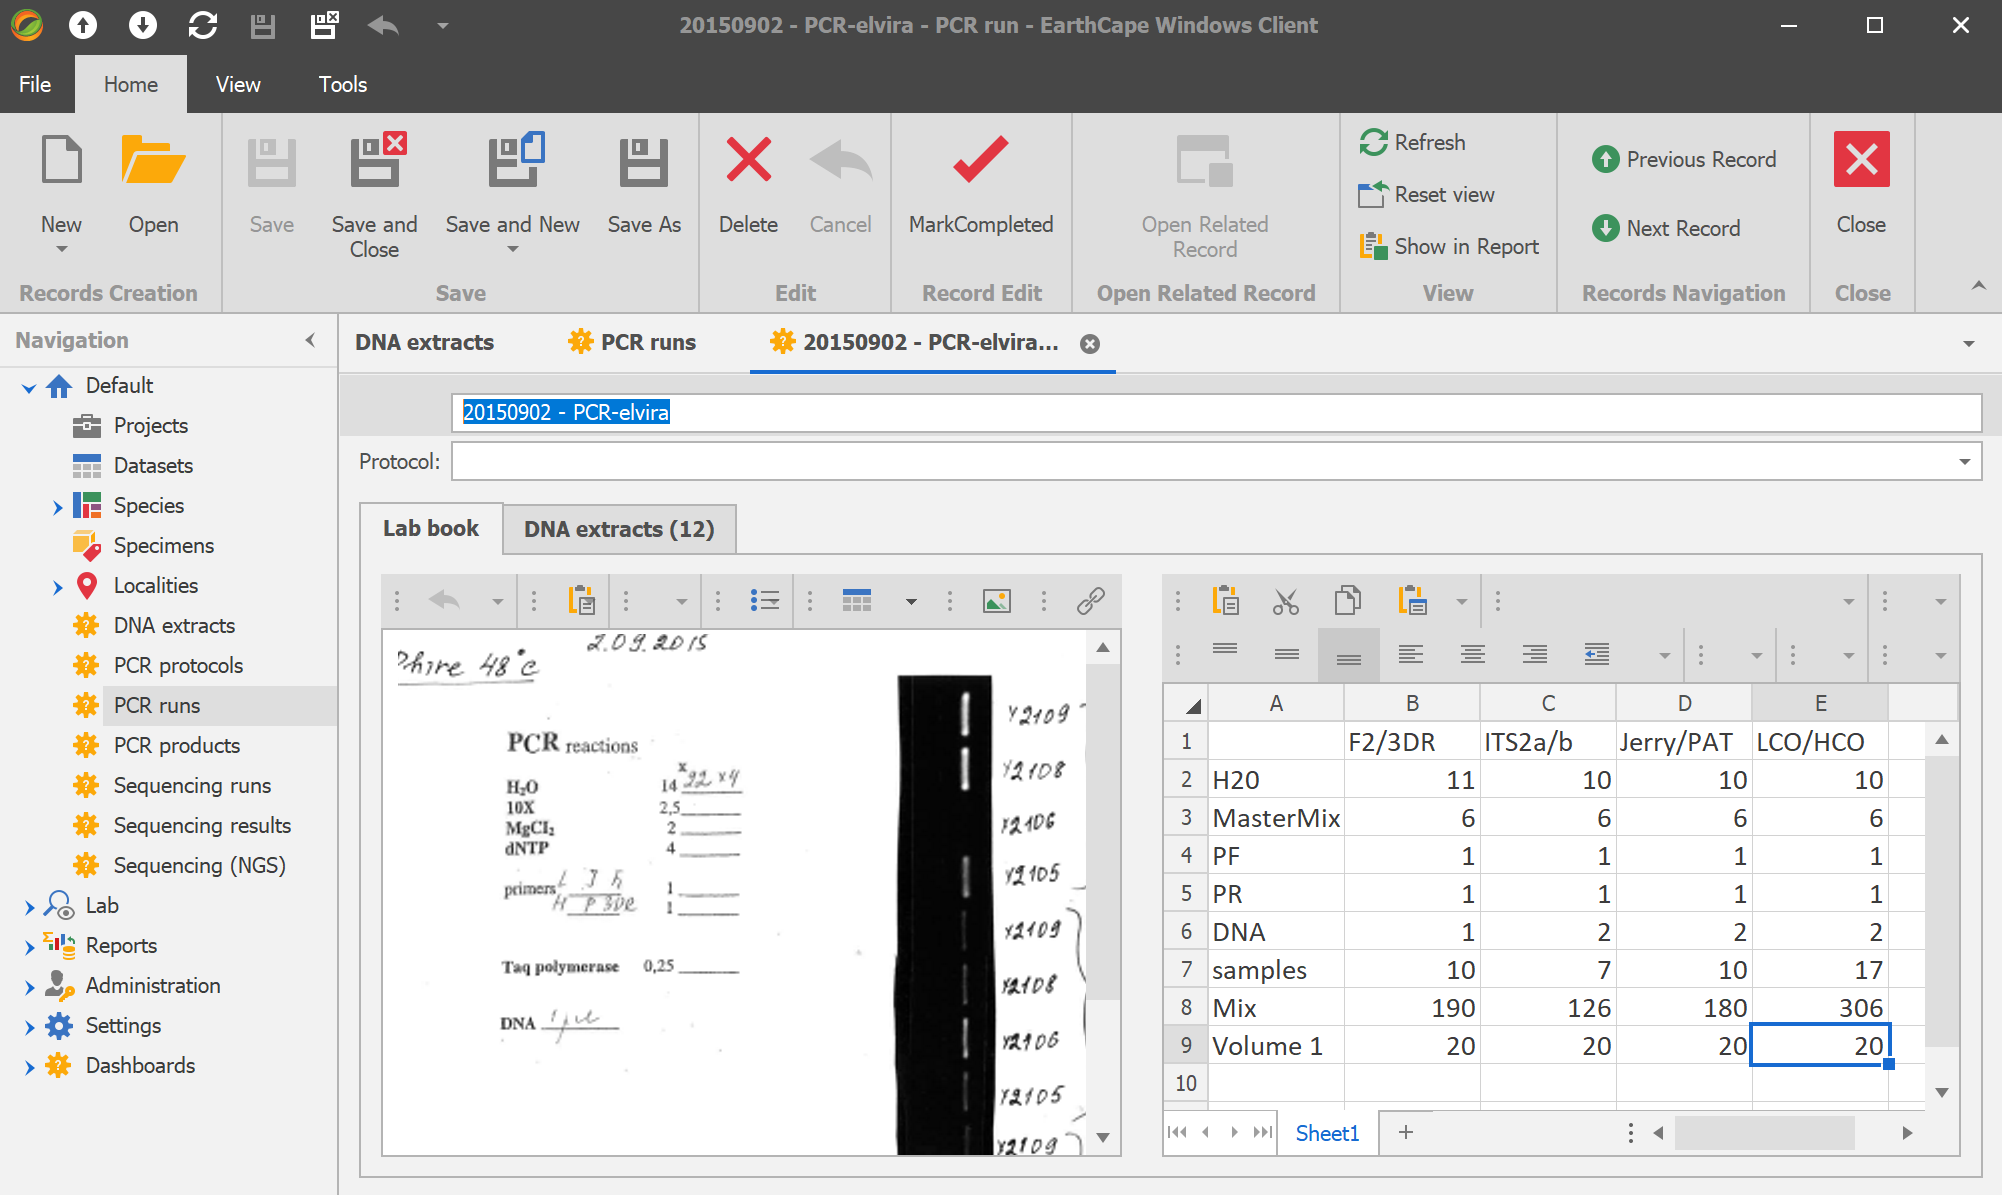 20150902 - PCR-elvira - PCR run - EarthCape Windows Client
File Home View Tools
New Open Save Save and Close Save and New Save As Delete Cancel MarkCompleted Open Related Record Refresh Reset view Show in Report Previous Record Next Record Close
Records Creation Save Edit Record Edit Open Related Record View Records Navigation Close
Navigation
Default
Projects
Datasets
Species
Specimens
Localities
DNA extracts
PCR protocols
PCR runs
PCR products
Sequencing runs
Sequencing results
Sequencing (NGS)
Lab
Reports
Administration
Settings
Dashboards
DNA extracts PCR runs 20150902 - PCR-elvira...
20150902 - PCR-elvira
Protocol:
Lab book DNA extracts (12)
2.09.2015
Phire 48°C
PCR reactions
H₂O 14 x 22 x4
10X 2,5
MgCl₂ 2
dNTP 4
primers L J F 1
H P 3DR 1
Taq polymerase 0,25
DNA 1µl
Y2109
Y2108
Y2106
Y2105
Y2109
Y2108
Y2106
Y2105
Y2109
A B C D E
1 F2/3DR ITS2a/b Jerry/PAT LCO/HCO
2 H20 11 10 10 10
3 MasterMix 6 6 6 6
4 PF 1 1 1 1
5 PR 1 1 1 1
6 DNA 1 2 2 2
7 samples 10 7 10 17
8 Mix 190 126 180 306
9 Volume 1 20 20 20 20
10
Sheet1